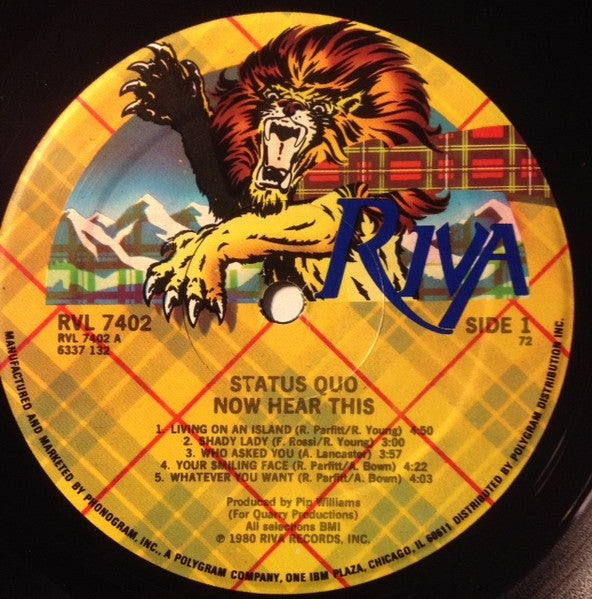 RIVA
RVL 7402
RVL 7402 A
6337 132
SIDE 1
72
STATUS QUO
NOW HEAR THIS
1. LIVING ON AN ISLAND (R. Parfitt/R. Young) 4:50
2. SHADY LADY (F. Rossi/R. Young) 3:00
3. WHO ASKED YOU (A. Lancaster) 3:57
4. YOUR SMILING FACE (R. Parfitt/A. Bown) 4:22
5. WHATEVER YOU WANT (R. Parfitt/A. Bown) 4:03
Produced by Pip Williams
(For Quarry Productions)
All selections BMI
℗ 1980 RIVA RECORDS, INC.
MANUFACTURED AND MARKETED BY PHONOGRAM, INC., A POLYGRAM COMPANY, ONE IBM PLAZA, CHICAGO, IL 60611 DISTRIBUTED BY POLYGRAM DISTRIBUTION INC.